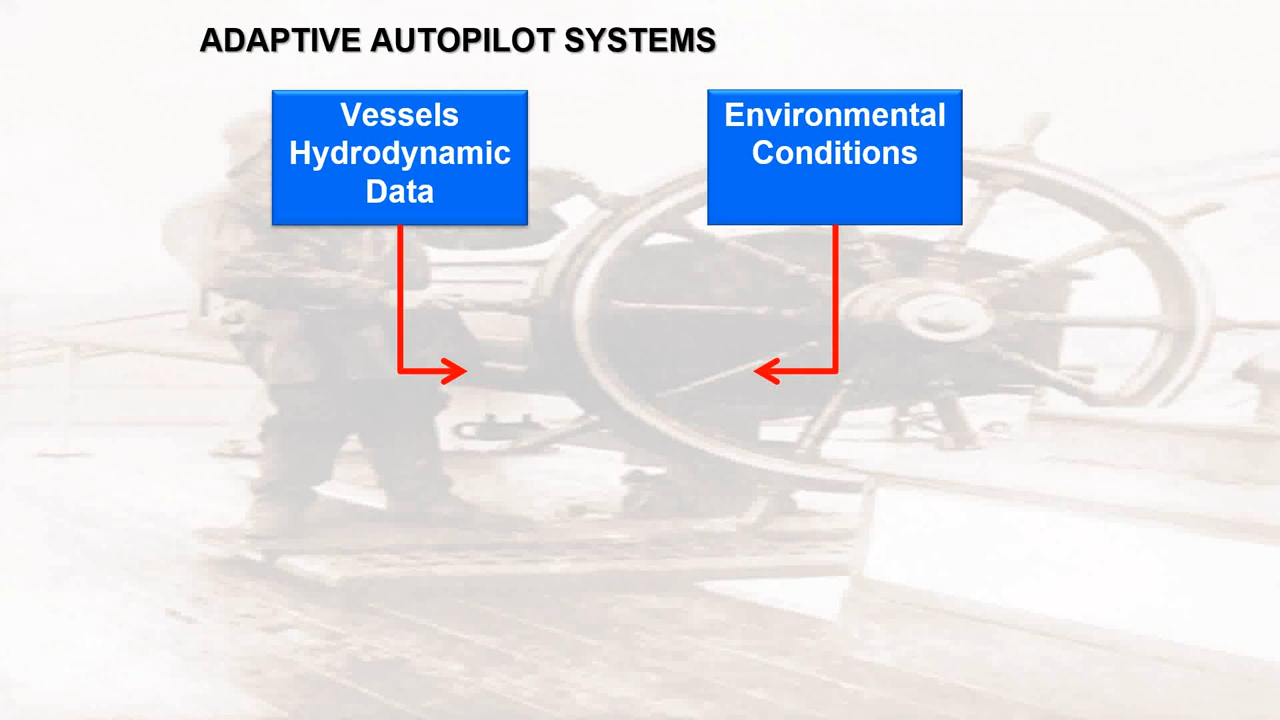 ADAPTIVE AUTOPILOT SYSTEMS
Vessels
Hydrodynamic
Data
Environmental
Conditions